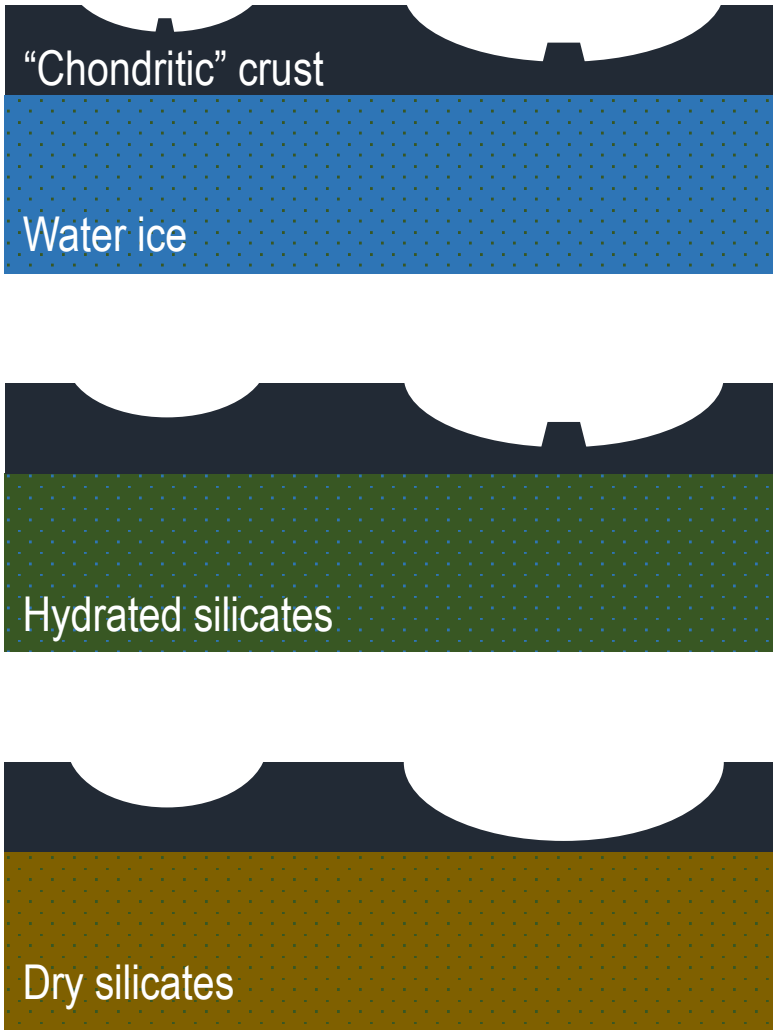 “Chondritic” crust
Water ice
Hydrated silicates
Dry silicates